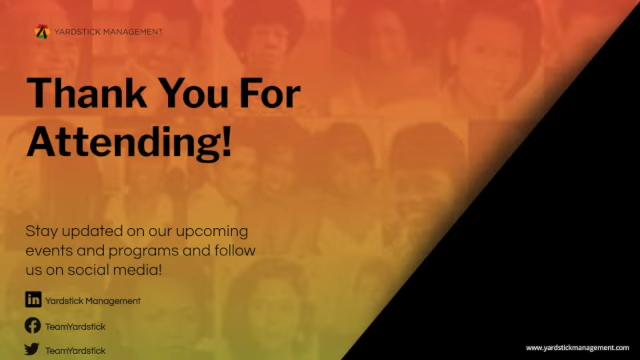 YARDSTICK MANAGEMENT
Thank You For
Attending!
Stay updated on our upcoming
events and programs and follow
us on social media!
Yardstick Management
TeamYardstick
TeamYardstick
www.yardstickmanagement.com